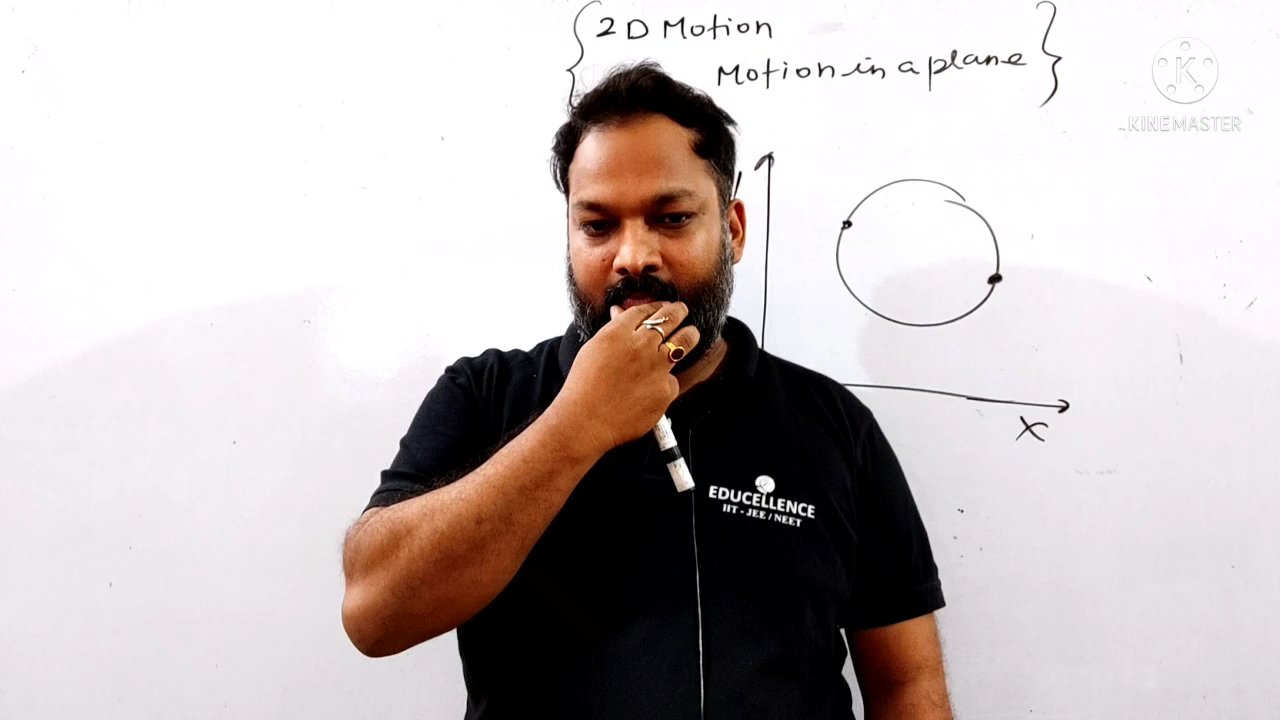 2D Motion
Motion in a plane
K
KINEMASTER
X
EDUCELLENCE
IIT - JEE / NEET